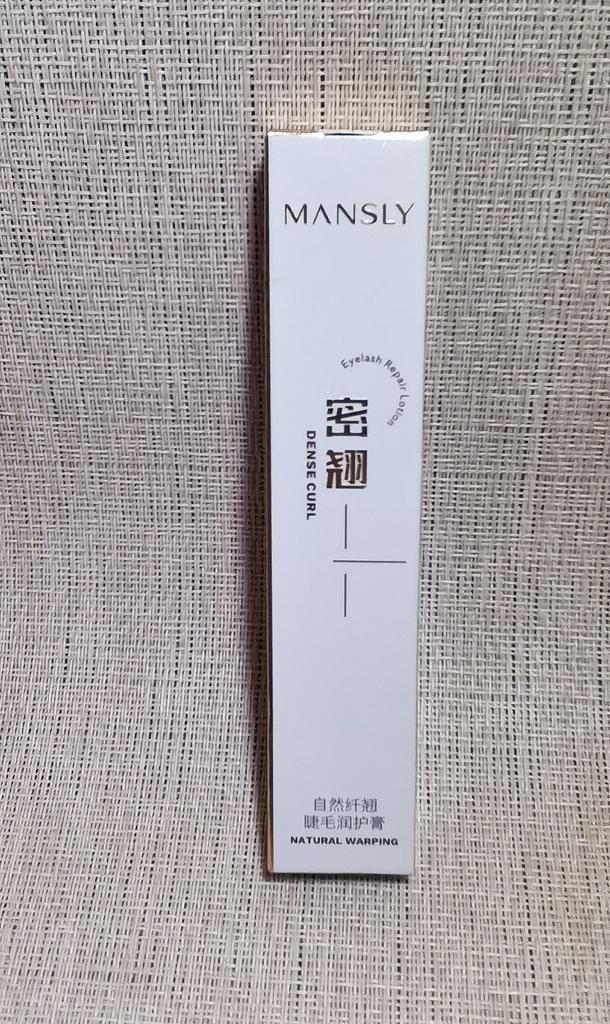 MANSLY
Eyelash Repair Lotion
密翘
DENSE CURL
自然纤翘
睫毛润护膏
NATURAL WARPING